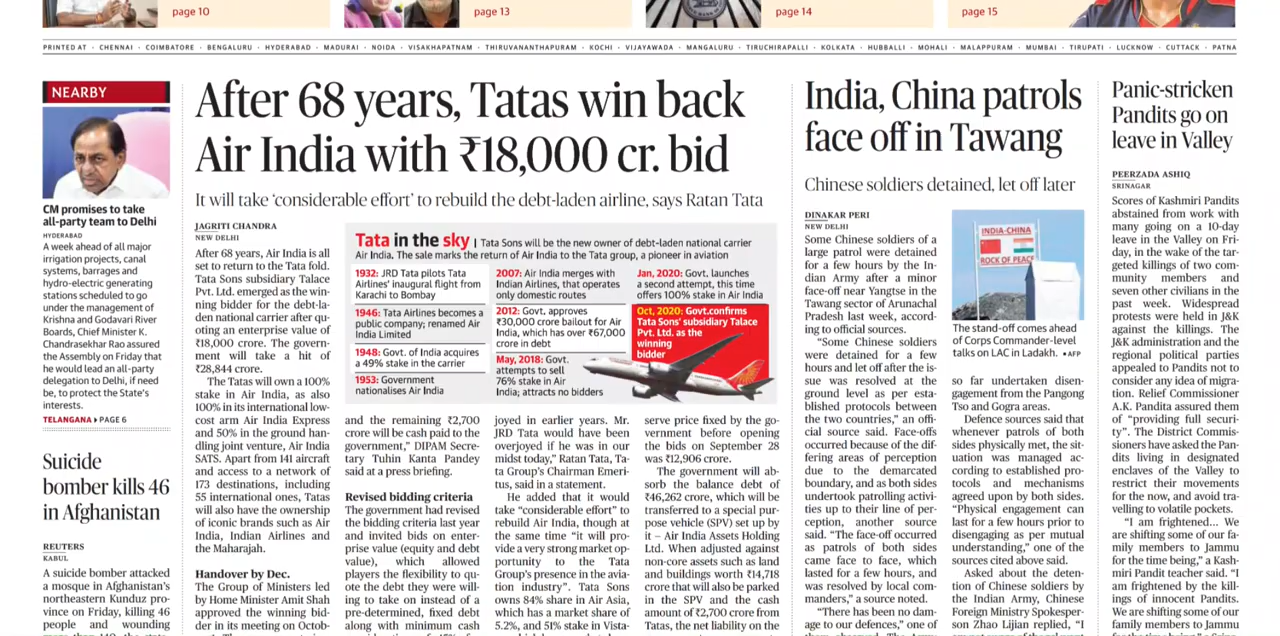 page 10
page 13
page 14
page 15
PRINTED AT • CHENNAI • COIMBATORE • BENGALURU • HYDERABAD • MADURAI • NOIDA • VISAKHAPATNAM • THIRUVANANTHAPURAM • KOCHI • VIJAYAWADA • MANGALURU • TIRUCHIRAPALLI • KOLKATA • HUBBALLI • MOHALI • MALAPPURAM • MUMBAI • TIRUPATI • LUCKNOW • CUTTACK • PATNA
NEARBY
CM promises to take
all-party team to Delhi
HYDERABAD
A week ahead of all major
irrigation projects, canal
systems, barrages and
hydro-electric generating
stations scheduled to go
under the management of
Krishna and Godavari River
Boards, Chief Minister K.
Chandrasekhar Rao assured
the Assembly on Friday that
he would lead an all-party
delegation to Delhi, if need
be, to protect the State's
interests.
TELANGANA ▸ PAGE 6
Suicide
bomber kills 46
in Afghanistan
REUTERS
KABUL
A suicide bomber attacked
a mosque in Afghanistan's
northeastern Kunduz pro-
vince on Friday, killing 46
people and wounding
After 68 years, Tatas win back
Air India with ₹18,000 cr. bid
It will take 'considerable effort' to rebuild the debt-laden airline, says Ratan Tata
JAGRITI CHANDRA
NEW DELHI
After 68 years, Air India is all
set to return to the Tata fold.
Tata Sons subsidiary Talace
Pvt. Ltd. emerged as the win-
ning bidder for the debt-la-
den national carrier after qu-
oting an enterprise value of
₹18,000 crore. The govern-
ment will take a hit of
₹28,844 crore.
The Tatas will own a 100%
stake in Air India, as also
100% in its international low-
cost arm Air India Express
and 50% in the ground han-
dling joint venture, Air India
SATS. Apart from 141 aircraft
and access to a network of
173 destinations, including
55 international ones, Tatas
will also have the ownership
of iconic brands such as Air
India, Indian Airlines and
the Maharajah.
Handover by Dec.
The Group of Ministers led
by Home Minister Amit Shah
approved the winning bid-
der in its meeting on Octob-
Tata in the sky | Tata Sons will be the new owner of debt-laden national carrier
Air India. The sale marks the return of Air India to the Tata group, a pioneer in aviation
1932: JRD Tata pilots Tata
Airlines' inaugural flight from
Karachi to Bombay
1946: Tata Airlines becomes a
public company; renamed Air
India Limited
1948: Govt. of India acquires
a 49% stake in the carrier
1953: Government
nationalises Air India
2007: Air India merges with
Indian Airlines, that operates
only domestic routes
2012: Govt. approves
₹30,000 crore bailout for Air
India, which has over ₹67,000
crore in debt
May, 2018: Govt.
attempts to sell
76% stake in Air
India; attracts no bidders
Jan, 2020: Govt. launches
a second attempt, this time
offers 100% stake in Air India
Oct, 2020: Govt.confirms
Tata Sons' subsidiary Talace
Pvt. Ltd. as the
winning
bidder
and the remaining ₹2,700
crore will be cash paid to the
government," DIPAM Secre-
tary Tuhin Kanta Pandey
said at a press briefing.
Revised bidding criteria
The government had revised
the bidding criteria last year
and invited bids on enter-
prise value (equity and debt
value), which allowed
players the flexibility to qu-
ote the debt they were will-
ing to take on instead of a
pre-determined, fixed debt
along with minimum cash
joyed in earlier years. Mr.
JRD Tata would have been
overjoyed if he was in our
midst today," Ratan Tata, Ta-
ta Group's Chairman Emeri-
tus, said in a statement.
He added that it would
take "considerable effort" to
rebuild Air India, though at
the same time "it will pro-
vide a very strong market op-
portunity to the Tata
Group's presence in the avia-
tion industry". Tata Sons
owns 84% share in Air Asia,
which has a market share of
5.2%, and 51% stake in Vista-
serve price fixed by the go-
vernment before opening
the bids on September 28
was ₹12,906 crore.
The government will ab-
sorb the balance debt of
₹46,262 crore, which will be
transferred to a special pur-
pose vehicle (SPV) set up by
it – Air India Assets Holding
Ltd. When adjusted against
non-core assets such as land
and buildings worth ₹14,718
crore that will also be parked
in the SPV and the cash
amount of ₹2,700 crore from
Tatas, the net liability on the
India, China patrols
face off in Tawang
Chinese soldiers detained, let off later
DINAKAR PERI
NEW DELHI
Some Chinese soldiers of a
large patrol were detained
for a few hours by the In-
dian Army after a minor
face-off near Yangtse in the
Tawang sector of Arunachal
Pradesh last week, accord-
ing to official sources.
"Some Chinese soldiers
were detained for a few
hours and let off after the is-
sue was resolved at the
ground level as per est-
ablished protocols between
the two countries," an offi-
cial source said. Face-offs
occurred because of the dif-
fering areas of perception
due to the demarcated
boundary, and as both sides
undertook patrolling activi-
ties up to their line of per-
ception, another source
said. "The face-off occurred
as patrols of both sides
came face to face, which
lasted for a few hours, and
was resolved by local com-
manders," a source noted.
"There has been no dam-
age to our defences," one of
INDIA-CHINA
ROCK OF PEACE
The stand-off comes ahead
of Corps Commander-level
talks on LAC in Ladakh. • AFP
so far undertaken disen-
gagement from the Pangong
Tso and Gogra areas.
Defence sources said that
whenever patrols of both
sides physically met, the sit-
uation was managed ac-
cording to established pro-
tocols and mechanisms
agreed upon by both sides.
"Physical engagement can
last for a few hours prior to
disengaging as per mutual
understanding," one of the
sources cited above said.
Asked about the deten-
tion of Chinese soldiers by
the Indian Army, Chinese
Foreign Ministry Spokesper-
son Zhao Lijian replied, "I
Panic-stricken
Pandits go on
leave in Valley
PEERZADA ASHIQ
SRINAGAR
Scores of Kashmiri Pandits
abstained from work with
many going on a 10-day
leave in the Valley on Fri-
day, in the wake of the tar-
geted killings of two com-
munity members and
seven other civilians in the
past week. Widespread
protests were held in J&K
against the killings. The
J&K administration and the
regional political parties
appealed to Pandits not to
consider any idea of migra-
tion. Relief Commissioner
A.K. Pandita assured them
of "providing full securi-
ty". The District Commis-
sioners have asked the Pan-
dits living in designated
enclaves of the Valley to
restrict their movements
for the now, and avoid tra-
velling to volatile pockets.
"I am frightened... We
are shifting some of our fa-
mily members to Jammu
for the time being," a Kash-
miri Pandit teacher said. "I
am frightened by the kill-
ings of innocent Pandits.
We are shifting some of our